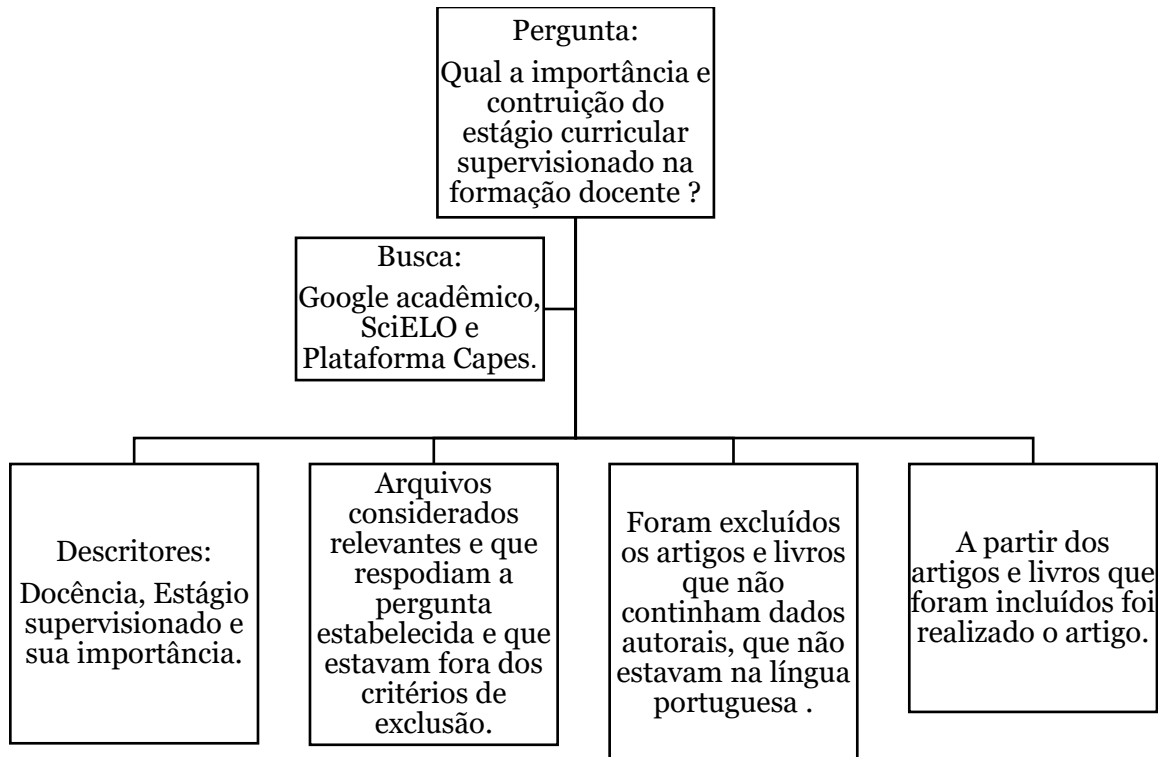 Pergunta:
Qual a importância e
contruição do
estágio curricular
supervisionado na
formação docente ?
Busca:
Google acadêmico,
SciELO e
Plataforma Capes.
Descritores:
Docência, Estágio
supervisionado e
sua importância.
Arquivos
considerados
relevantes e que
respodiam a
pergunta
estabelecida e que
estavam fora dos
critérios de
exclusão.
Foram excluídos
os artigos e livros
que não
continham dados
autorais, que não
estavam na língua
portuguesa .
A partir dos
artigos e livros que
foram incluídos foi
realizado o artigo.